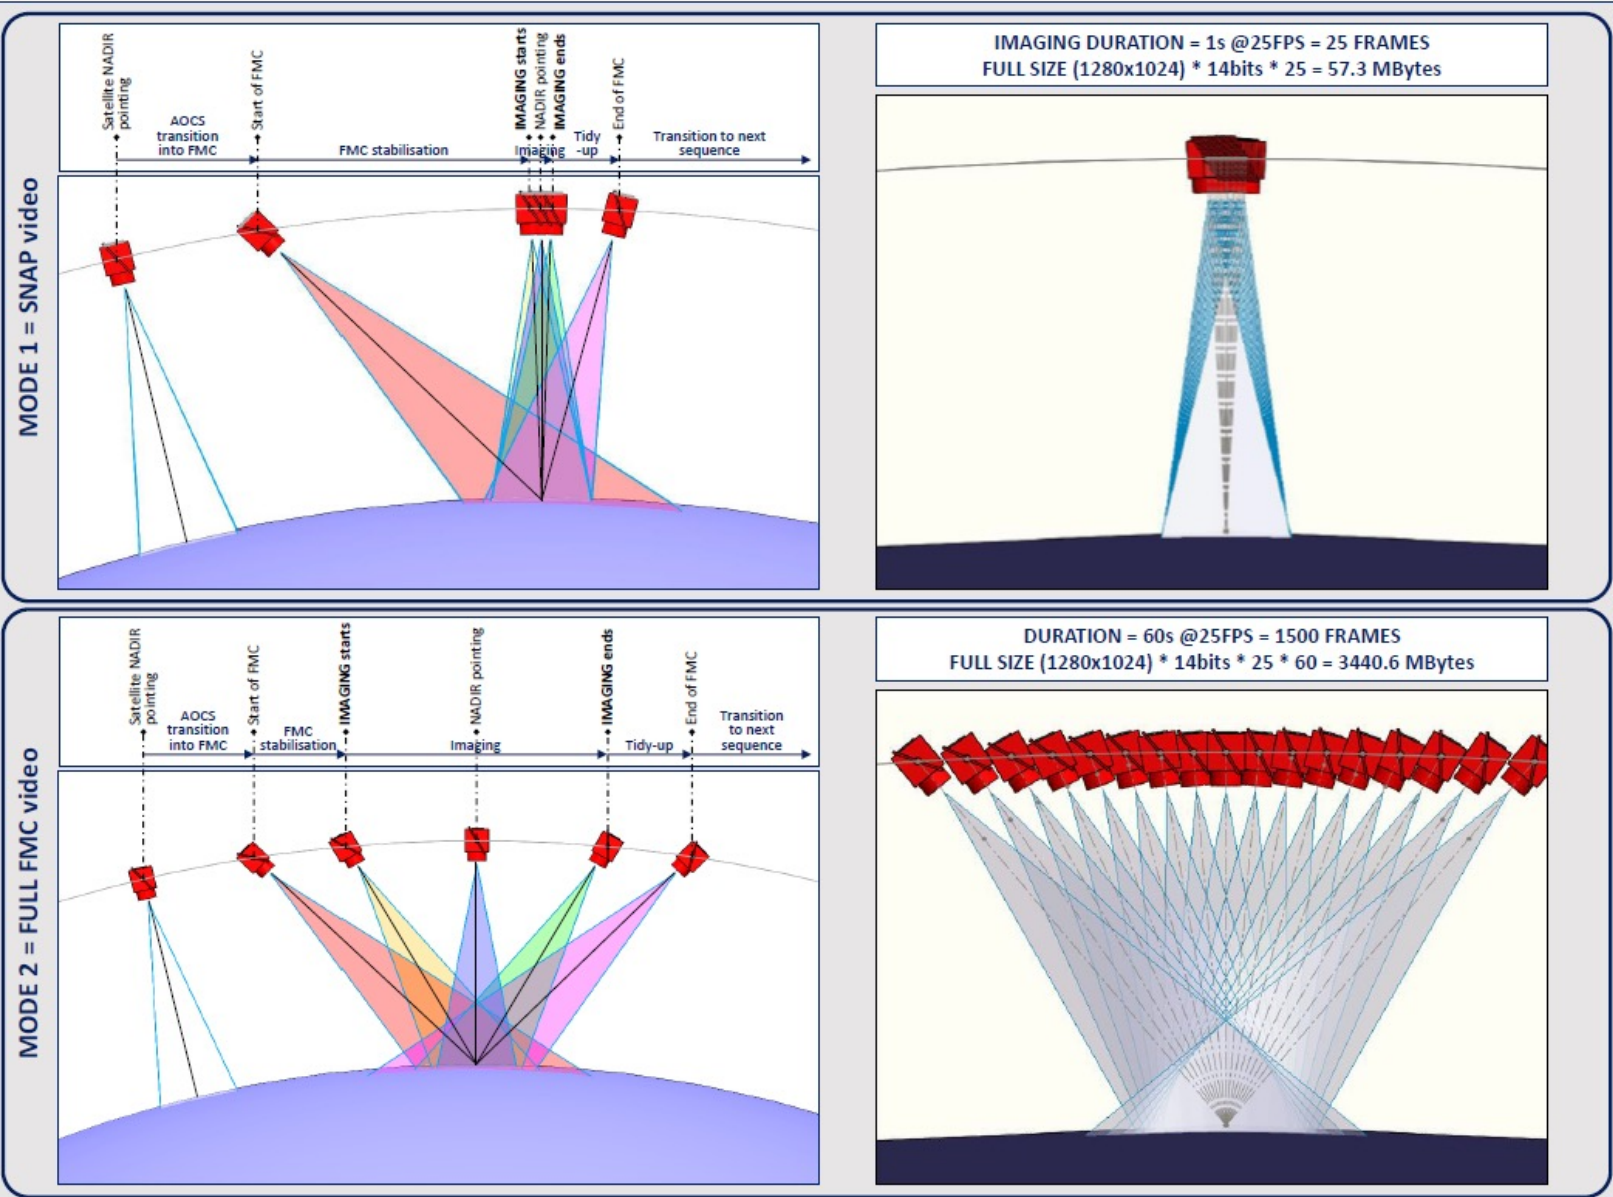 MODE 1 = SNAP video
Satellite NADIR
pointing
AOCS
transition
into FMC
Start of FMC
FMC stabilisation
IMAGING starts
NADIR pointing
IMAGING ends
Imaging
Tidy
-up
End of FMC
Transition to next
sequence
IMAGING DURATION = 1s @25FPS = 25 FRAMES
FULL SIZE (1280x1024) * 14bits * 25 = 57.3 MBytes
MODE 2 = FULL FMC video
Satellite NADIR
pointing
AOCS
transition
into FMC
Start of FMC
FMC
stabilisation
IMAGING starts
Imaging
NADIR pointing
IMAGING ends
Tidy-up
End of FMC
Transition
to next
sequence
DURATION = 60s @25FPS = 1500 FRAMES
FULL SIZE (1280x1024) * 14bits * 25 * 60 = 3440.6 MBytes